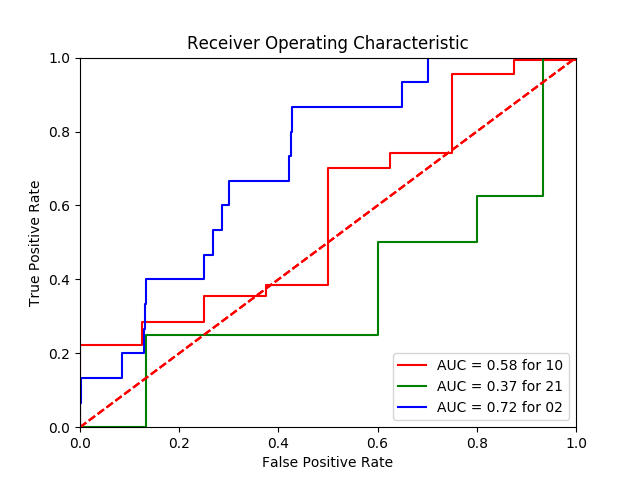 Receiver Operating Characteristic
1.0
0.8
0.6
0.4
0.2
0.0
True Positive Rate
0.0 0.2 0.4 0.6 0.8 1.0
False Positive Rate
AUC = 0.58 for 10
AUC = 0.37 for 21
AUC = 0.72 for 02